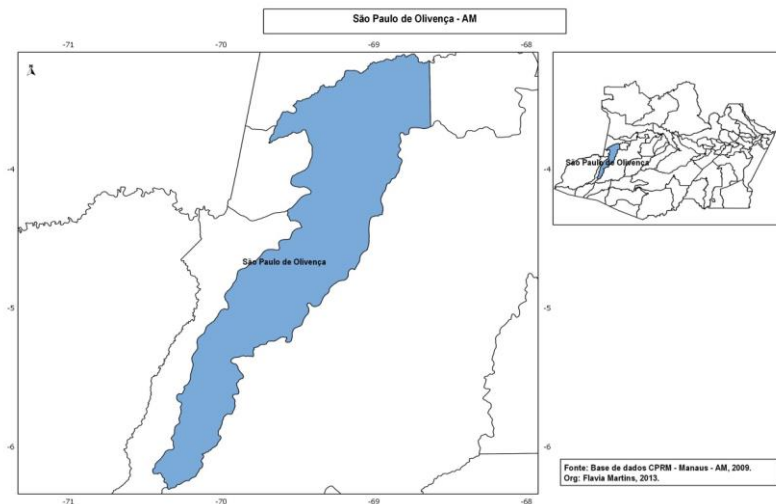 São Paulo de Olivença - AM
-71 -70 -69 -68
-4 -4
São Paulo de Olivença
São Paulo de Olivença
-5 -5
-6 -6
-71 -70 -69 -68
Fonte: Base de dados CPRM - Manaus - AM, 2009.
Org: Flavia Martins, 2013.